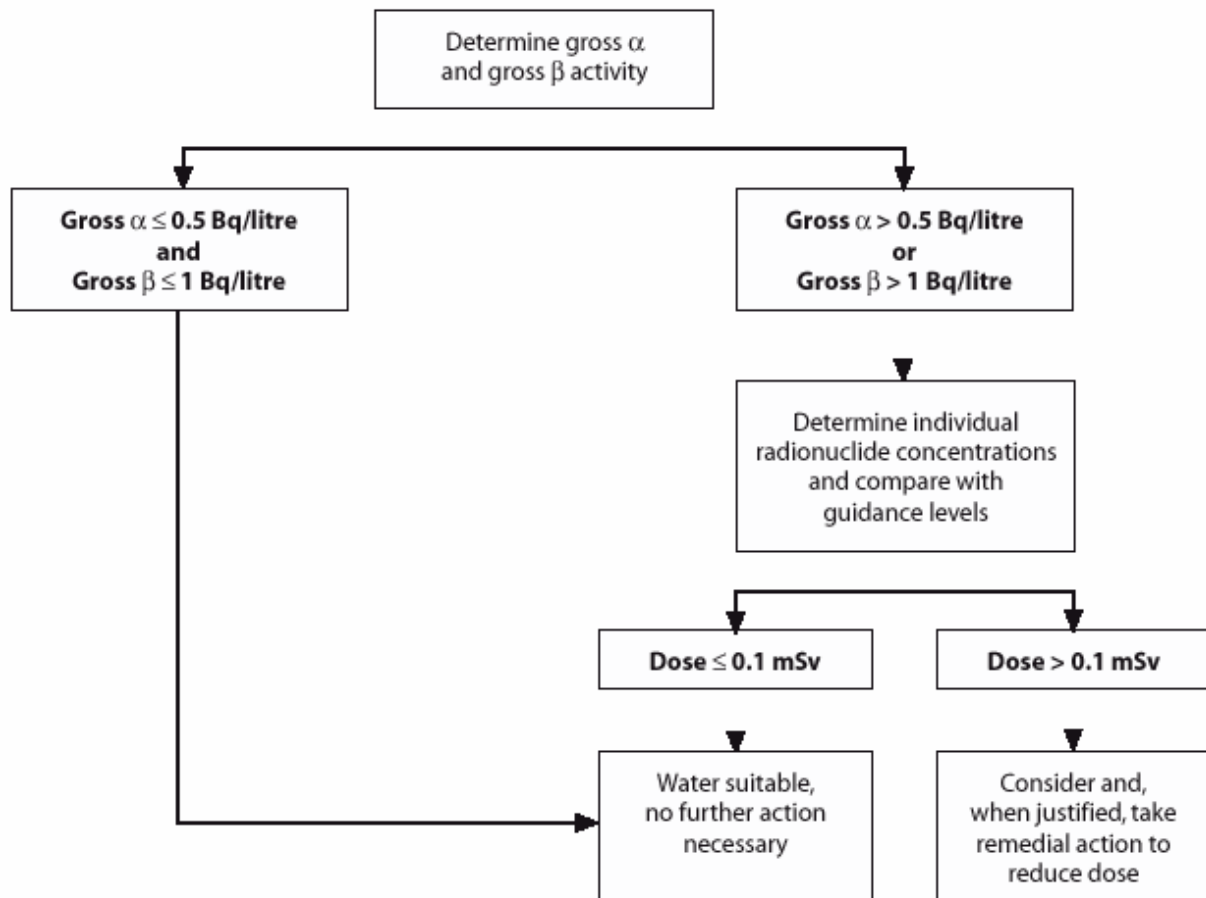 Determine gross α
and gross β activity
Gross α ≤ 0.5 Bq/litre
and
Gross β ≤ 1 Bq/litre
Gross α > 0.5 Bq/litre
or
Gross β > 1 Bq/litre
Determine individual
radionuclide concentrations
and compare with
guidance levels
Dose ≤ 0.1 mSv
Dose > 0.1 mSv
Water suitable,
no further action
necessary
Consider and,
when justified, take
remedial action to
reduce dose